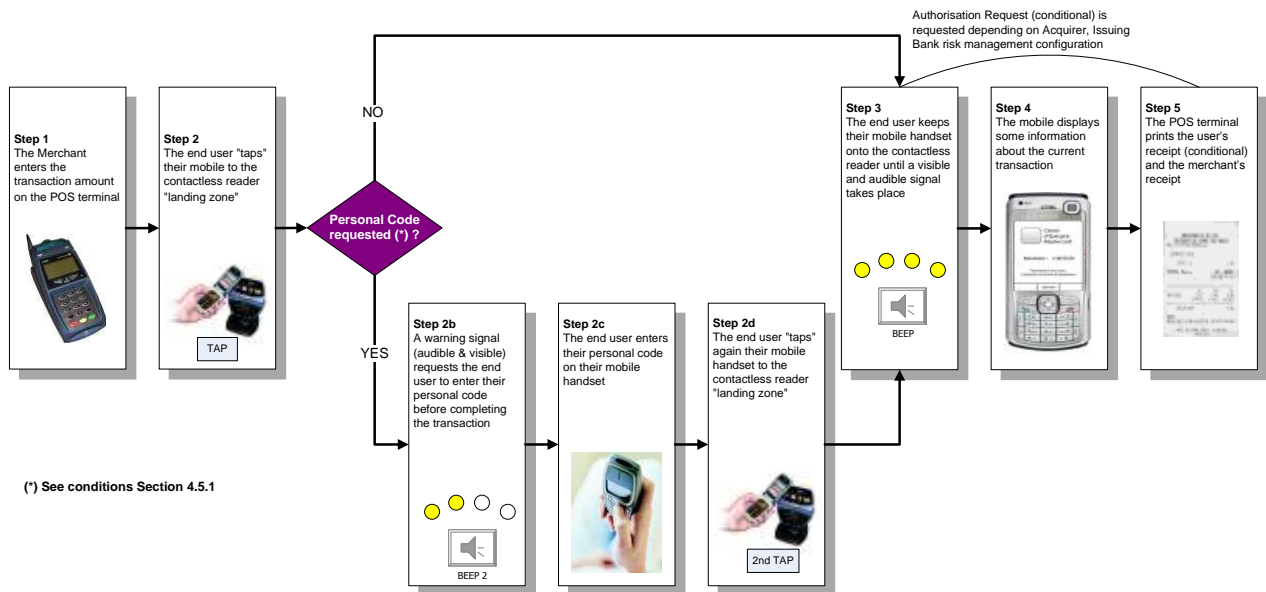 Authorisation Request (conditional) is
requested depending on Acquirer, Issuing
Bank risk management configuration
Step 1
The Merchant
enters the
transaction amount
on the POS terminal
Step 2
The end user "taps"
their mobile to the
contactless reader
"landing zone"
TAP
Personal Code
requested (*) ?
NO
YES
Step 2b
A warning signal
(audible & visible)
requests the end
user to enter their
personal code
before completing
the transaction
BEEP 2
Step 2c
The end user enters
their personal code
on their mobile
handset
Step 2d
The end user "taps"
again their mobile
handset to the
contactless reader
"landing zone"
2nd TAP
Step 3
The end user keeps
their mobile handset
onto the contactless
reader until a visible
and audible signal
takes place
BEEP
Step 4
The mobile displays
some information
about the current
transaction
Step 5
The POS terminal
prints the user's
receipt (conditional)
and the merchant's
receipt
(*) See conditions Section 4.5.1